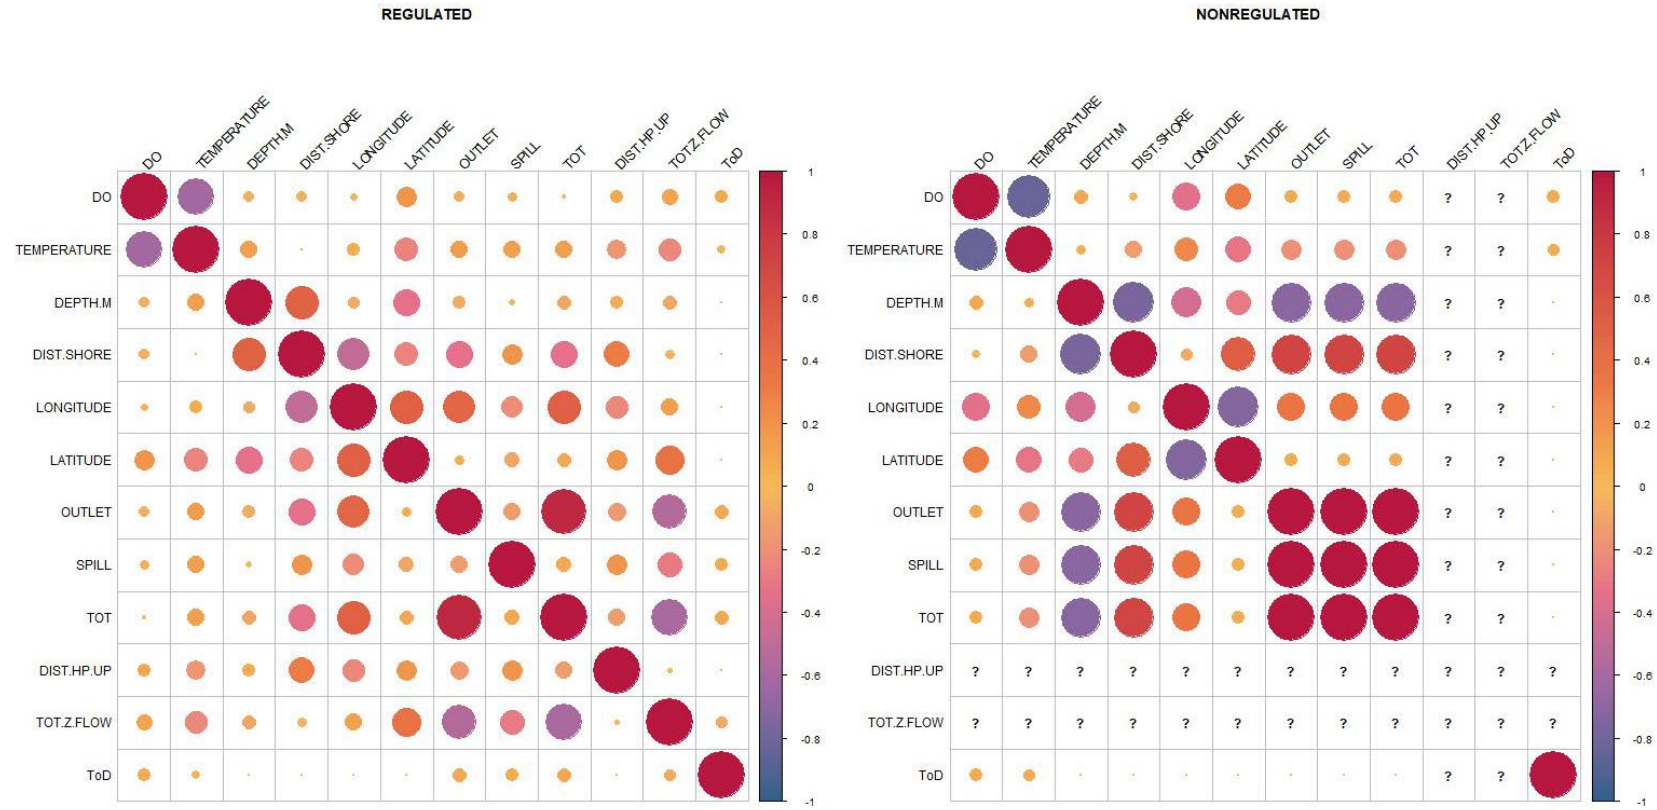 REGULATED
DO TEMPERATURE DEPTH.M DIST.SHORE LONGITUDE LATITUDE OUTLET SPILL TOT DIST.HP.UP TOT.Z.FLOW ToD
DO
TEMPERATURE
DEPTH.M
DIST.SHORE
LONGITUDE
LATITUDE
OUTLET
SPILL
TOT
DIST.HP.UP
TOT.Z.FLOW
ToD
1
0.8
0.6
0.4
0.2
0
-0.2
-0.4
-0.6
-0.8
-1
NONREGULATED
DO TEMPERATURE DEPTH.M DIST.SHORE LONGITUDE LATITUDE OUTLET SPILL TOT DIST.HP.UP TOT.Z.FLOW ToD
DO ? ?
TEMPERATURE ? ?
DEPTH.M ? ?
DIST.SHORE ? ?
LONGITUDE ? ?
LATITUDE ? ?
OUTLET ? ?
SPILL ? ?
TOT ? ?
DIST.HP.UP ? ? ? ? ? ? ? ? ? ? ? ?
TOT.Z.FLOW ? ? ? ? ? ? ? ? ? ? ? ?
ToD ? ?
1
0.8
0.6
0.4
0.2
0
-0.2
-0.4
-0.6
-0.8
-1